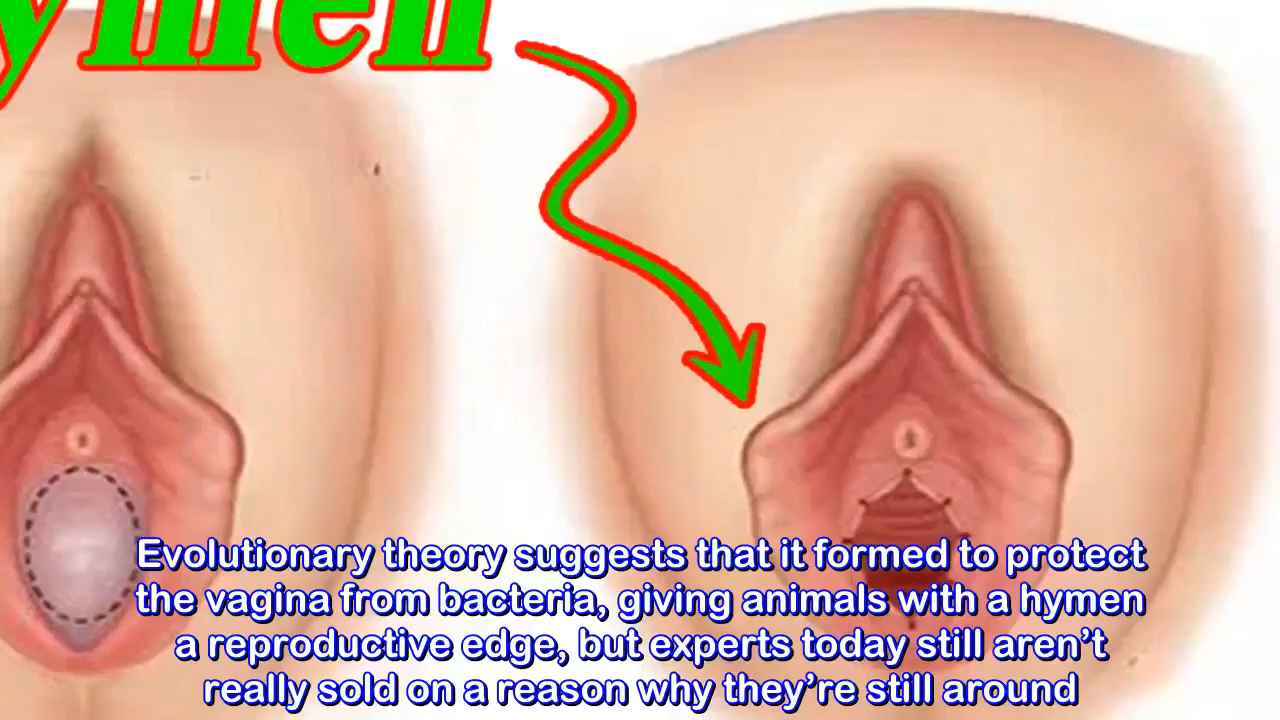 ymen
Evolutionary theory suggests that it formed to protect
the vagina from bacteria, giving animals with a hymen
a reproductive edge, but experts today still aren’t
really sold on a reason why they’re still around